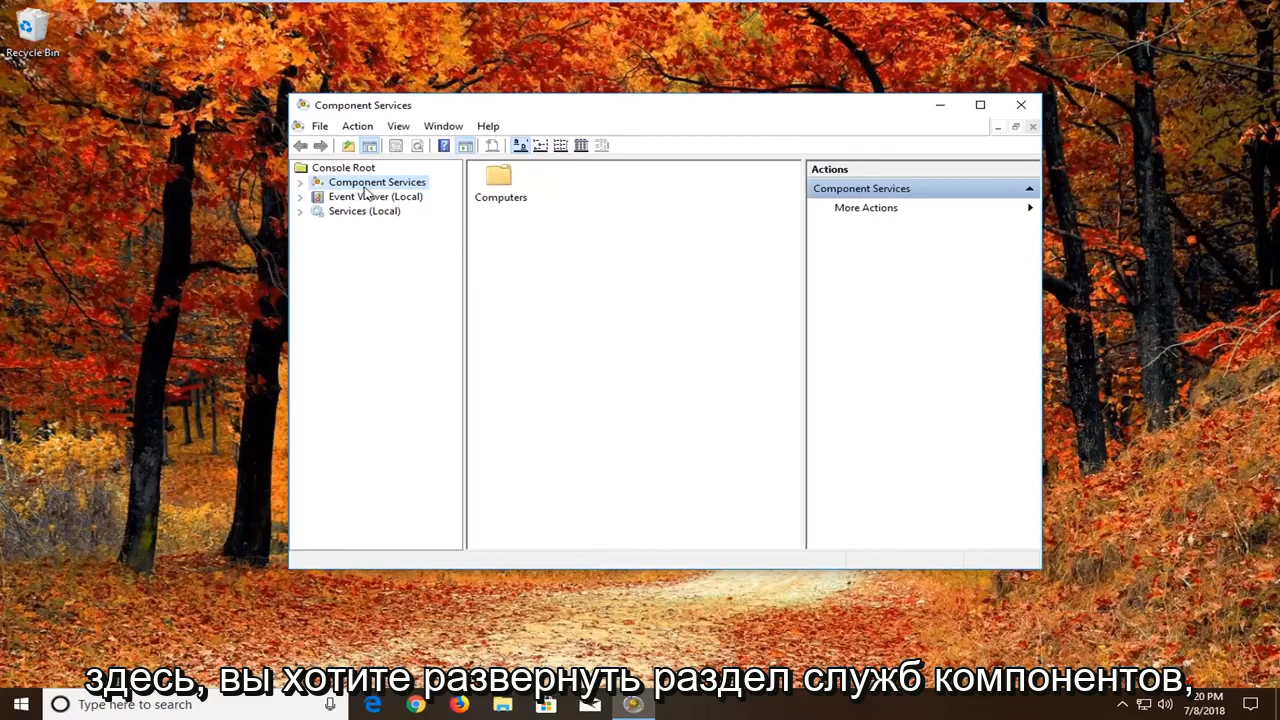 Recycle Bin
Component Services
File Action View Window Help
Console Root
Component Services
Event Viewer (Local)
Services (Local)
Computers
Actions
Component Services
More Actions
здесь, вы хотите развернуть раздел служб компонентов,
Type here to search
:20 PM
7/8/2018